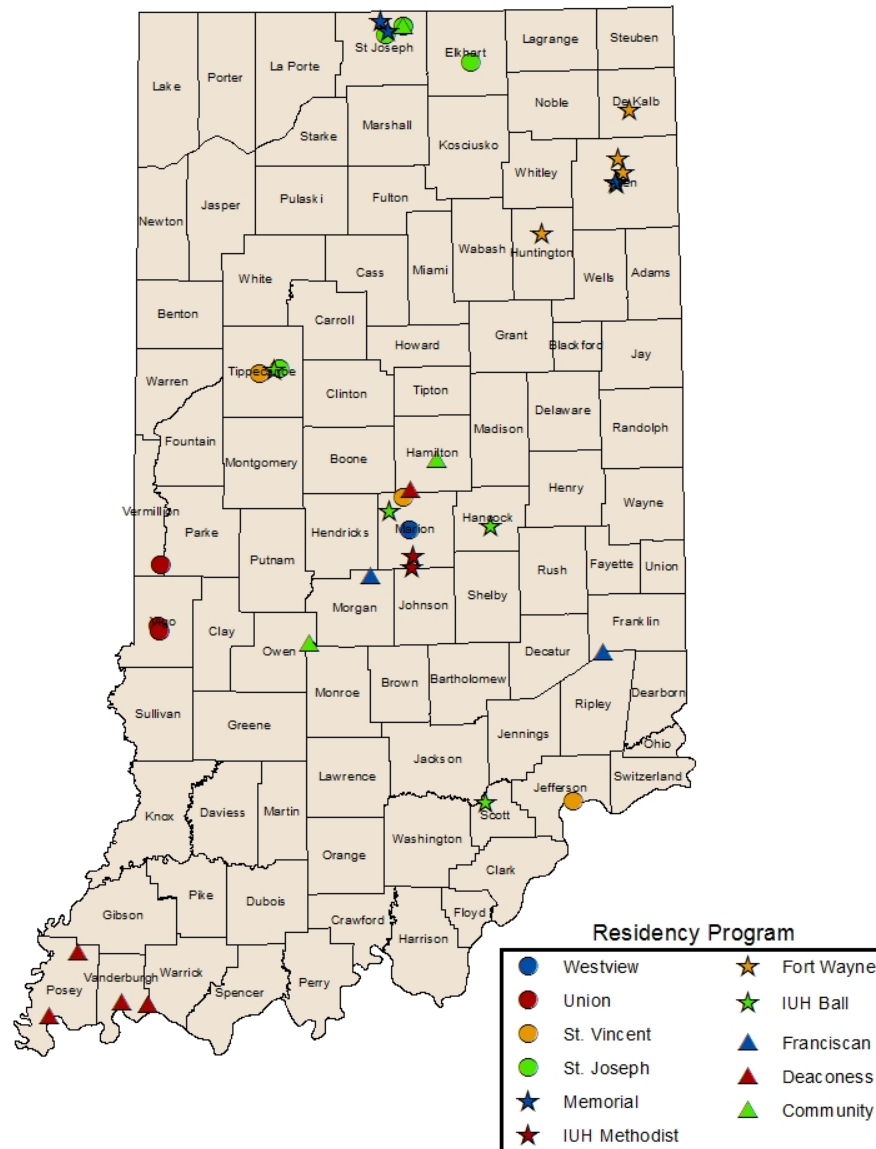 St Joseph
Elkhart
Lagrange
Steuben
Lake
Porter
La Porte
Noble
De Kalb
Marshall
Starke
Kosciusko
Whitley
Allen
Newton
Jasper
Pulaski
Fulton
Wabash
Huntington
Miami
Cass
White
Wells
Adams
Benton
Carroll
Grant
Howard
Blackford
Jay
Tippecanoe
Warren
Clinton
Tipton
Delaware
Madison
Randolph
Fountain
Hamilton
Montgomery
Boone
Henry
Wayne
Vermillion
Hancock
Marion
Parke
Hendricks
Putnam
Rush
Fayette
Union
Shelby
Morgan
Johnson
Franklin
Vigo
Clay
Owen
Decatur
Brown
Bartholomew
Monroe
Dearborn
Ripley
Sullivan
Greene
Jennings
Ohio
Jackson
Lawrence
Switzerland
Jefferson
Knox
Daviess
Martin
Scott
Washington
Orange
Clark
Pike
Dubois
Gibson
Floyd
Crawford
Harrison
Vanderburgh
Warrick
Perry
Posey
Spencer
Residency Program
Westview
Union
St. Vincent
St. Joseph
Memorial
IUH Methodist
Fort Wayne
IUH Ball
Franciscan
Deaconess
Community